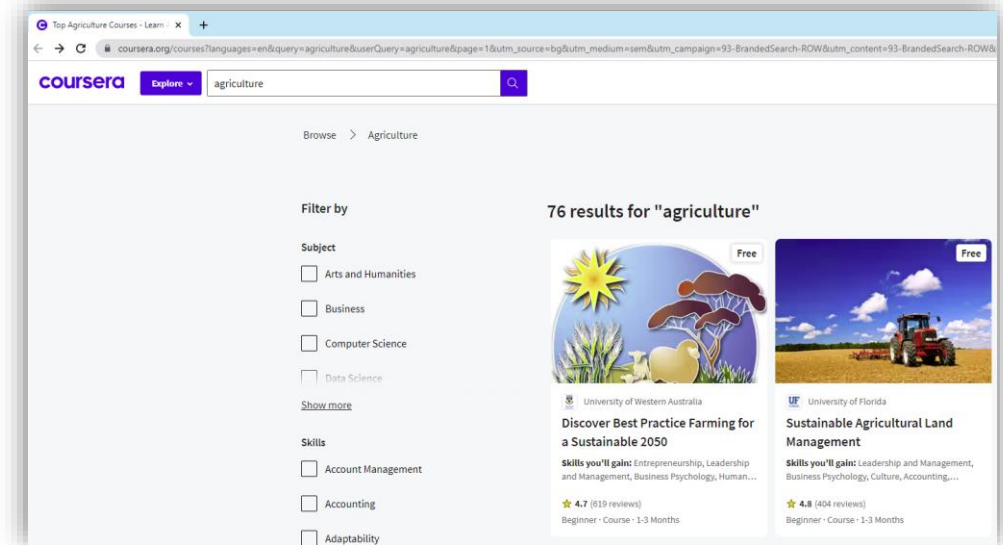 Top Agriculture Courses - Learn
coursera.org/courses?languages=en&query=agriculture&userQuery=agriculture&page=1&utm_source=bg&utm_medium=sem&utm_campaign=93-BrandedSearch-ROW&utm_content=93-BrandedSearch-ROW&
coursera
Explore
agriculture
Browse > Agriculture
Filter by
76 results for "agriculture"
Subject
Arts and Humanities
Business
Computer Science
Data Science
Show more
Skills
Account Management
Accounting
Adaptability
Free
University of Western Australia
Discover Best Practice Farming for
a Sustainable 2050
Skills you'll gain: Entrepreneurship, Leadership
and Management, Business Psychology, Human...
4.7 (619 reviews)
Beginner · Course · 1-3 Months
Free
UF University of Florida
Sustainable Agricultural Land
Management
Skills you'll gain: Leadership and Management,
Business Psychology, Culture, Accounting,...
4.8 (404 reviews)
Beginner · Course · 1-3 Months